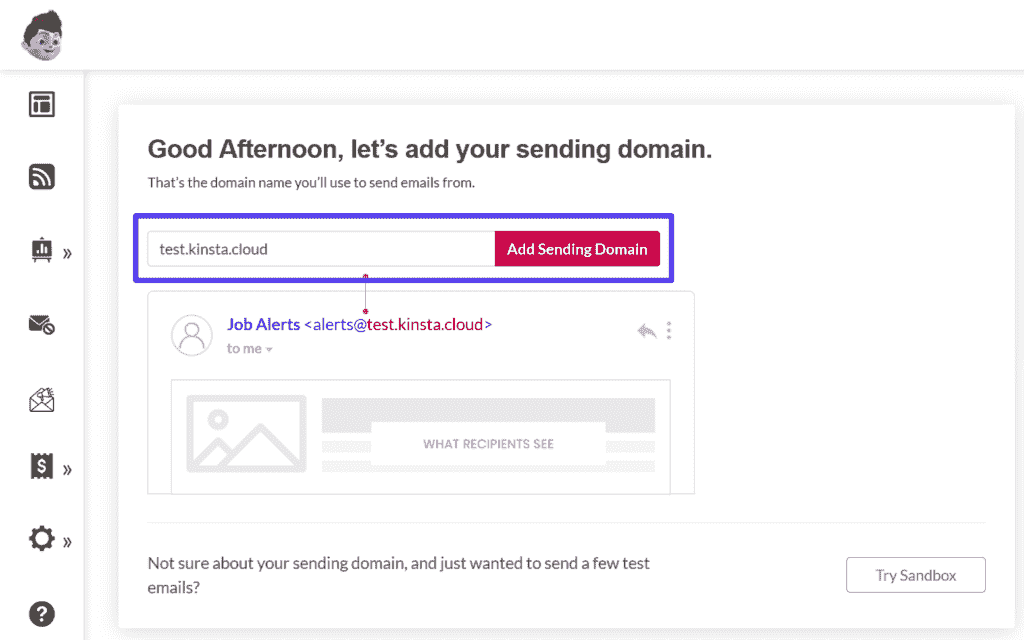 Good Afternoon, let’s add your sending domain.
That’s the domain name you’ll use to send emails from.
test.kinsta.cloud
Add Sending Domain
Job Alerts <alerts@test.kinsta.cloud>
to me
WHAT RECIPIENTS SEE
Not sure about your sending domain, and just wanted to send a few test
emails?
Try Sandbox